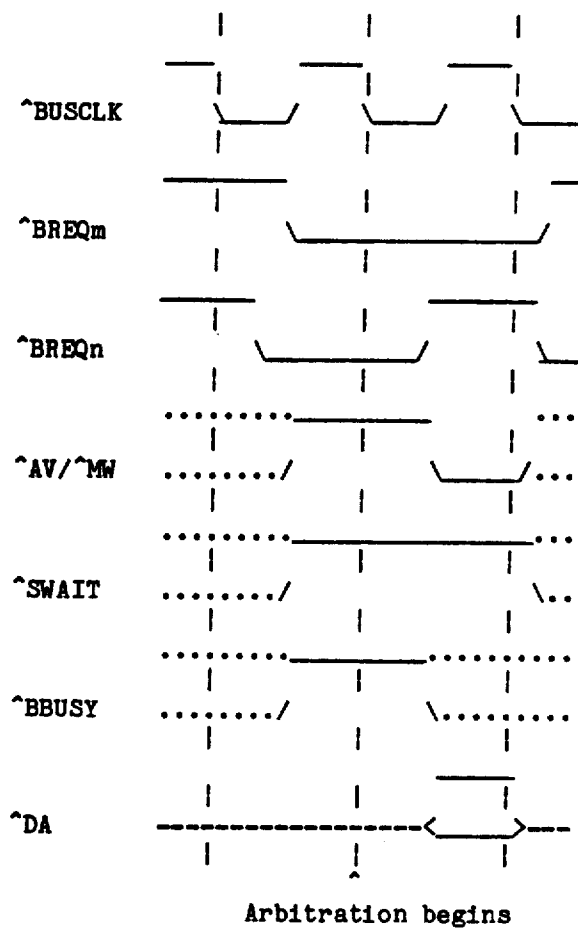 ^BUSCLK
^BREQm
^BREQn
^AV/^MW
^SWAIT
^BBUSY
^DA
^
Arbitration begins